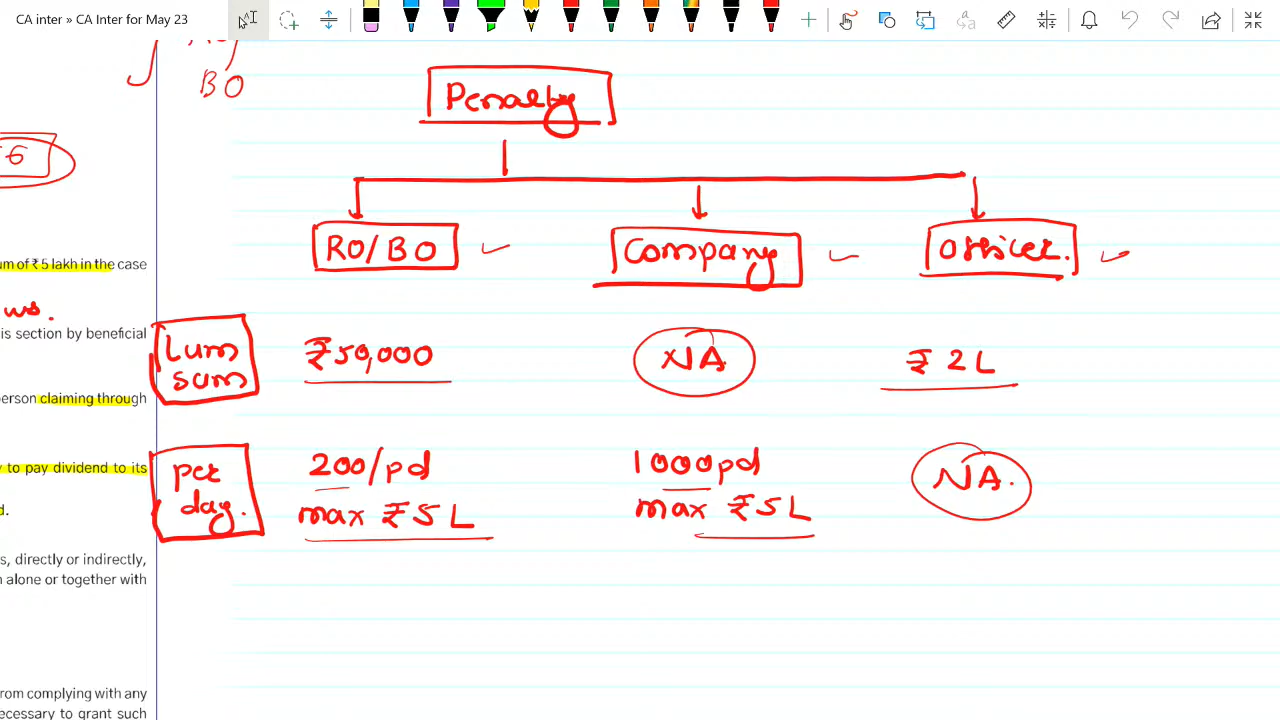 CA inter » CA Inter for May 23
BO
Penalty
6
RO/BO
Company
Officer.
um of ₹ 5 lakh in the case
ws.
is section by beneficial
Lum
sum
₹50,000
NA
₹ 2L
erson claiming through
y to pay dividend to its
d.
per
day.
200/pd
max ₹5 L
1000pd
max ₹5L
NA.
s, directly or indirectly,
n alone or together with
rom complying with any
ecessary to grant such